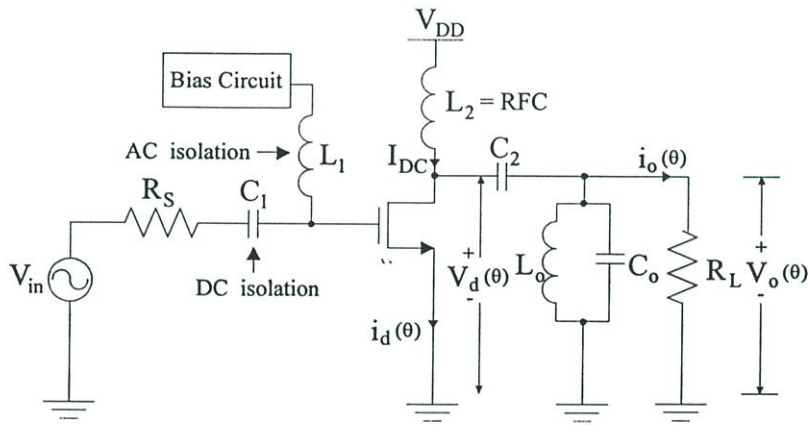 V_DD
Bias Circuit
L_2 = RFC
AC isolation
L_1
I_DC
C_2
i_o(θ)
R_S
C_1
V_in
DC isolation
+
V_d(θ)
-
L_o
C_o
R_L
+
V_o(θ)
-
i_d(θ)